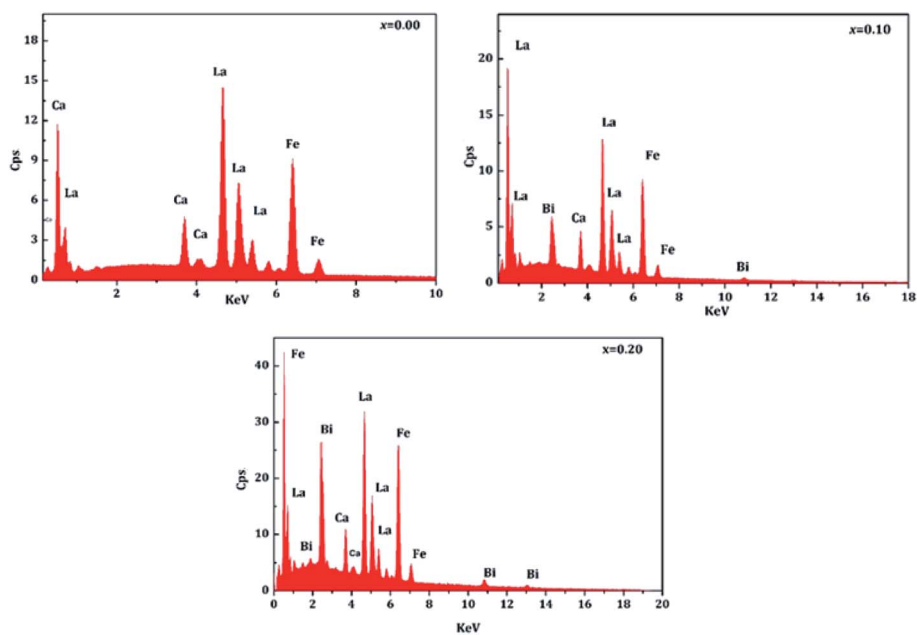 x=0.00
18
15
12
9
6
3
0
Cps
Ca
La
Ca
Ca
La
La
La
Fe
Fe
2
4
6
8
10
KeV
x=0.10
20
15
10
5
0
Cps
La
La
Bi
Ca
La
La
La
Fe
Fe
Bi
2
4
6
8
10
12
14
16
18
KeV
x=0.20
40
30
20
10
0
Cps
Fe
La
Bi
Bi
Ca
Ca
La
La
La
Fe
Fe
Bi
Bi
0
2
4
6
8
10
12
14
16
18
20
KeV